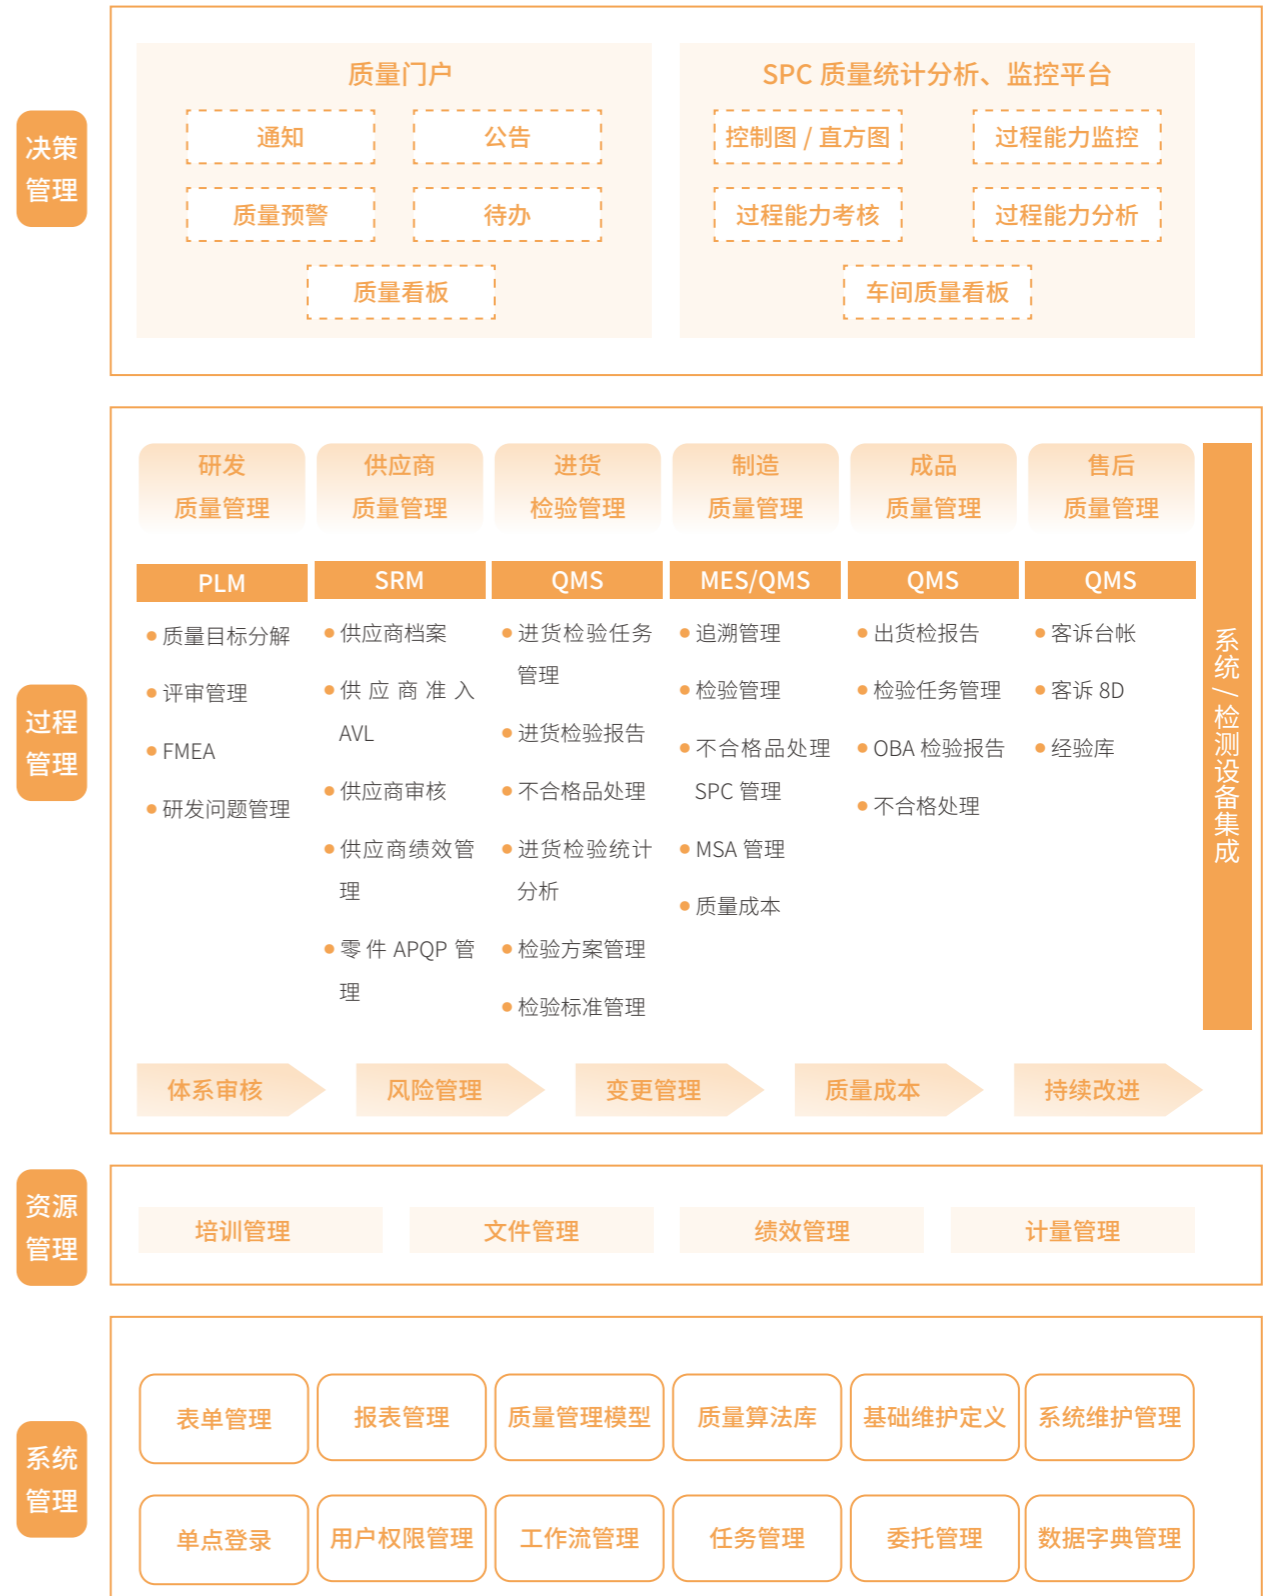 决策
管理
质量门户
通知
公告
质量预警
待办
质量看板
SPC 质量统计分析、监控平台
控制图 / 直方图
过程能力监控
过程能力考核
过程能力分析
车间质量看板
过程
管理
研发
质量管理
PLM
质量目标分解
评审管理
FMEA
研发问题管理
供应商
质量管理
SRM
供应商档案
供应商准入
AVL
供应商审核
供应商绩效管
理
零件 APQP 管
理
进货
检验管理
QMS
进货检验任务
管理
进货检验报告
不合格品处理
进货检验统计
分析
检验方案管理
检验标准管理
制造
质量管理
MES/QMS
追溯管理
检验管理
不合格品处理
SPC 管理
MSA 管理
质量成本
成品
质量管理
QMS
出货检报告
检验任务管理
OBA 检验报告
不合格处理
售后
质量管理
QMS
客诉台帐
客诉 8D
经验库
系统/检测设备集成
体系审核
风险管理
变更管理
质量成本
持续改进
资源
管理
培训管理
文件管理
绩效管理
计量管理
系统
管理
表单管理
报表管理
质量管理模型
质量算法库
基础维护定义
系统维护管理
单点登录
用户权限管理
工作流管理
任务管理
委托管理
数据字典管理